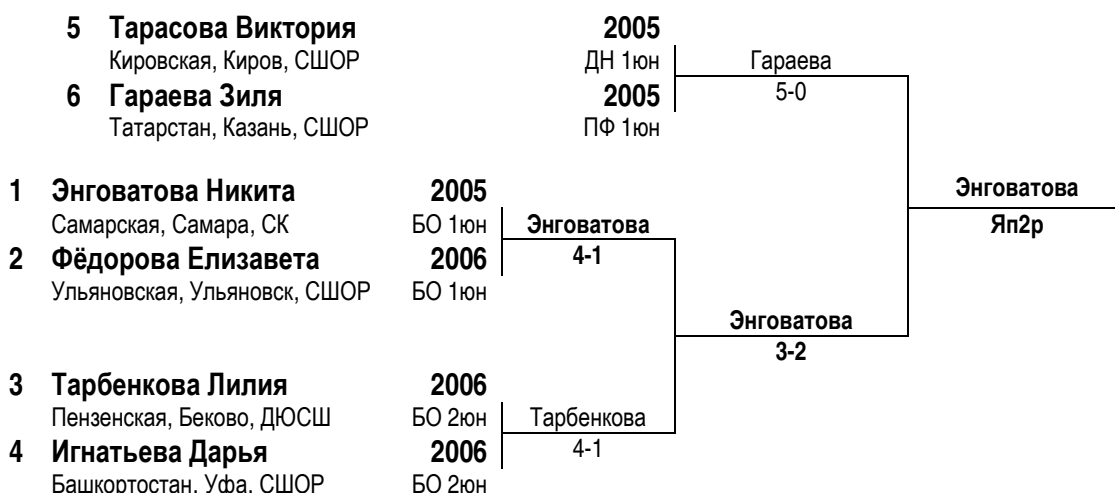 5 Тарасова Виктория 2005
Кировская, Киров, СШОР ДН 1юн Гараева
6 Гараева Зиля 2005 5-0
Татарстан, Казань, СШОР ПФ 1юн
1 Энговатова Никита 2005 Энговатова
Самарская, Самара, СК БО 1юн Энговатова Яп2р
2 Фёдорова Елизавета 2006 4-1
Ульяновская, Ульяновск, СШОР БО 1юн
Энговатова
3-2
3 Тарбенкова Лилия 2006
Пензенская, Беково, ДЮСШ БО 2юн Тарбенкова
4 Игнатьева Дарья 2006 4-1
Башкортостан, Уфа, СШОР БО 2юн